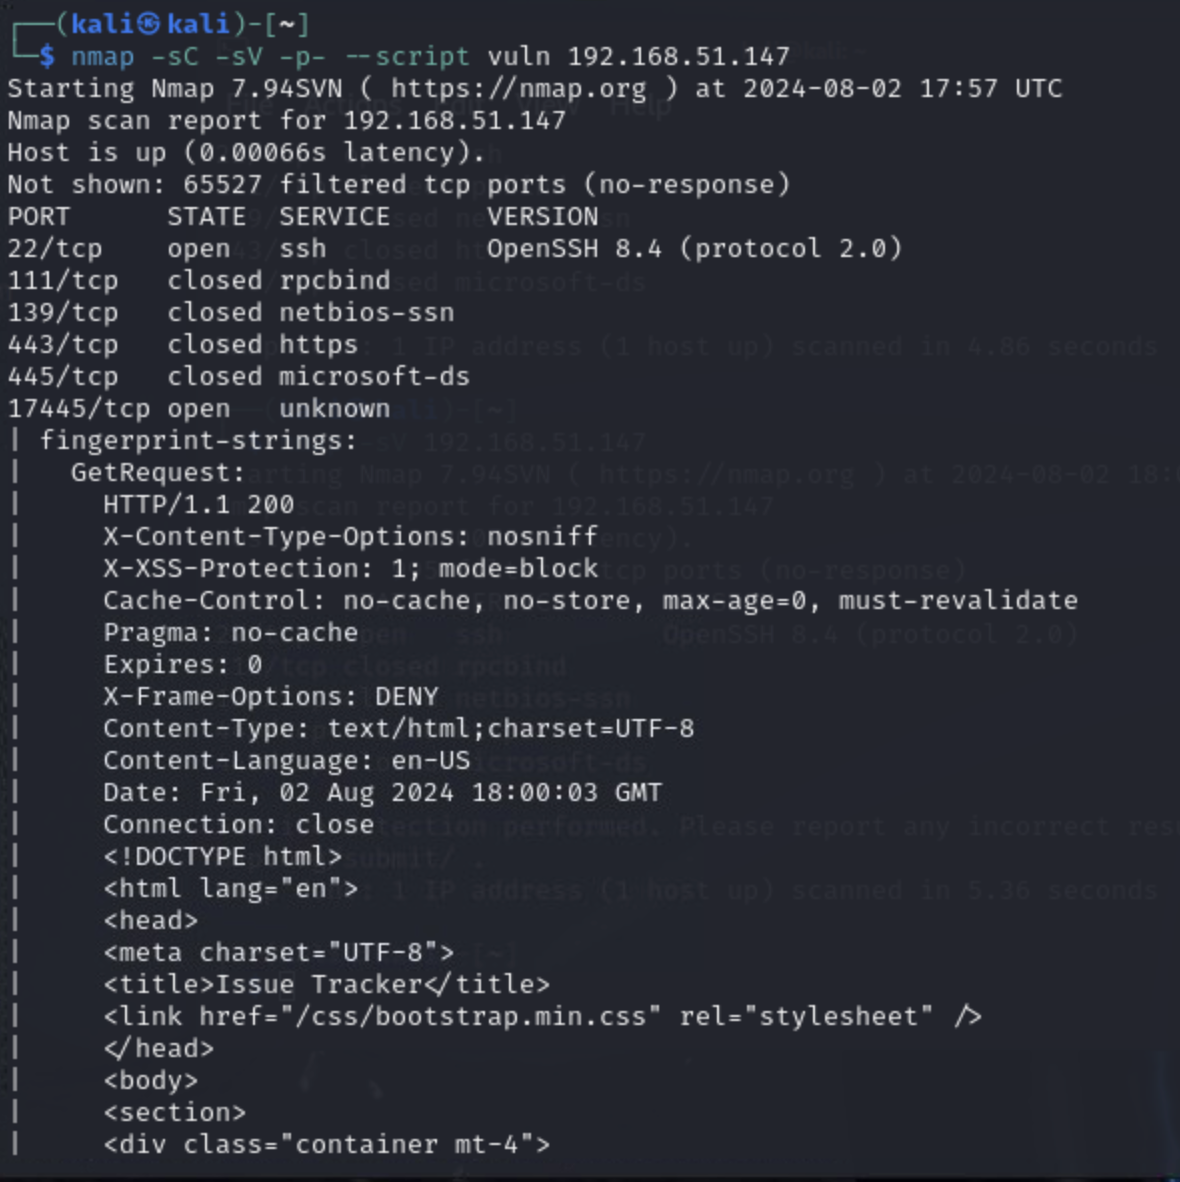 ┌──(kali㉿kali)-[~]
└─$ nmap -sC -sV -p- --script vuln 192.168.51.147
Starting Nmap 7.94SVN ( https://nmap.org ) at 2024-08-02 17:57 UTC
Nmap scan report for 192.168.51.147
Host is up (0.00066s latency).
Not shown: 65527 filtered tcp ports (no-response)
PORT      STATE  SERVICE      VERSION
22/tcp    open   ssh          OpenSSH 8.4 (protocol 2.0)
111/tcp   closed rpcbind
139/tcp   closed netbios-ssn
443/tcp   closed https
445/tcp   closed microsoft-ds
17445/tcp open   unknown
| fingerprint-strings:
|   GetRequest:
|     HTTP/1.1 200
|     X-Content-Type-Options: nosniff
|     X-XSS-Protection: 1; mode=block
|     Cache-Control: no-cache, no-store, max-age=0, must-revalidate
|     Pragma: no-cache
|     Expires: 0
|     X-Frame-Options: DENY
|     Content-Type: text/html;charset=UTF-8
|     Content-Language: en-US
|     Date: Fri, 02 Aug 2024 18:00:03 GMT
|     Connection: close
|     <!DOCTYPE html>
|     <html lang="en">
|     <head>
|     <meta charset="UTF-8">
|     <title>Issue Tracker</title>
|     <link href="/css/bootstrap.min.css" rel="stylesheet" />
|     </head>
|     <body>
|     <section>
|     <div class="container mt-4">